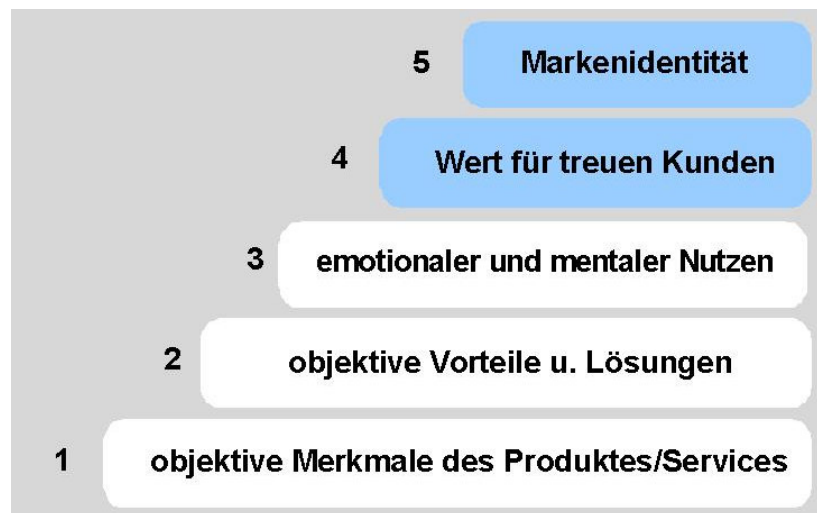 5 Markenidentität
4 Wert für treuen Kunden
3 emotionaler und mentaler Nutzen
2 objektive Vorteile u. Lösungen
1 objektive Merkmale des Produktes/Services